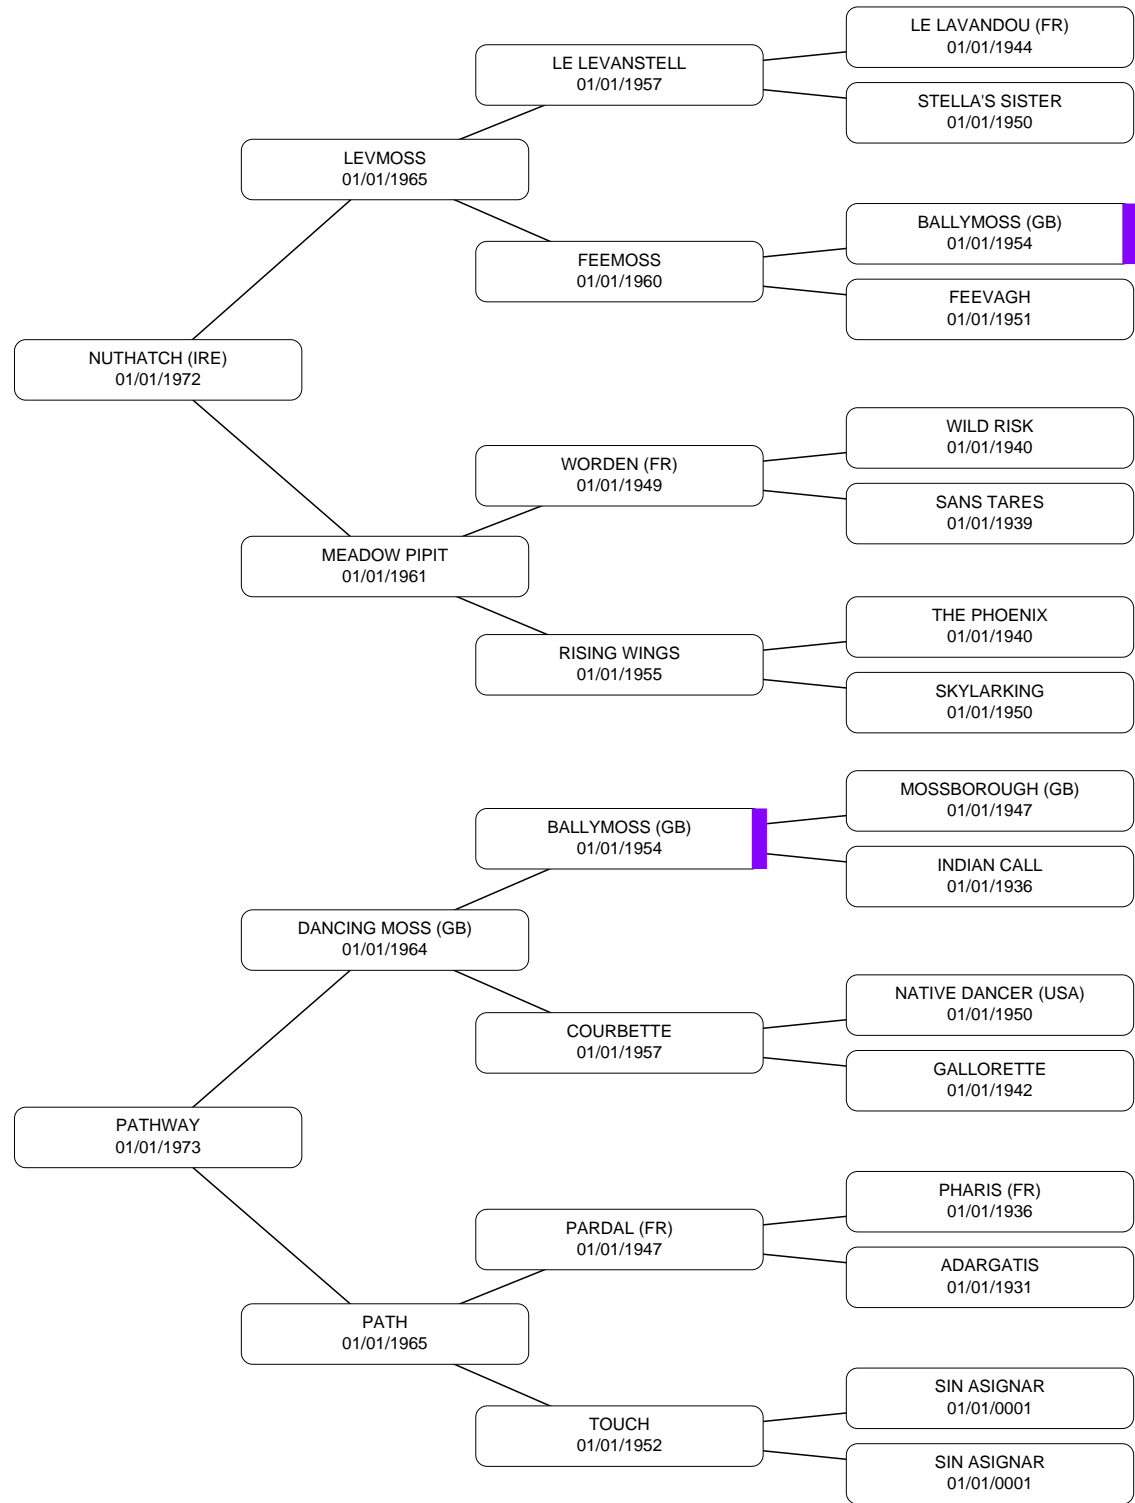 LE LAVANDOU (FR)
01/01/1944
LE LEVANSTELL
01/01/1957
STELLA'S SISTER
01/01/1950
LEVMOSS
01/01/1965
BALLYMOSS (GB)
01/01/1954
FEEMOSS
01/01/1960
FEEVAGH
01/01/1951
NUTHATCH (IRE)
01/01/1972
WILD RISK
01/01/1940
WORDEN (FR)
01/01/1949
SANS TARES
01/01/1939
MEADOW PIPIT
01/01/1961
THE PHOENIX
01/01/1940
RISING WINGS
01/01/1955
SKYLARKING
01/01/1950
MOSSBOROUGH (GB)
01/01/1947
BALLYMOSS (GB)
01/01/1954
INDIAN CALL
01/01/1936
DANCING MOSS (GB)
01/01/1964
NATIVE DANCER (USA)
01/01/1950
COURBETTE
01/01/1957
GALLORETTE
01/01/1942
PATHWAY
01/01/1973
PHARIS (FR)
01/01/1936
PARDAL (FR)
01/01/1947
ADARGATIS
01/01/1931
PATH
01/01/1965
SIN ASIGNAR
01/01/0001
TOUCH
01/01/1952
SIN ASIGNAR
01/01/0001